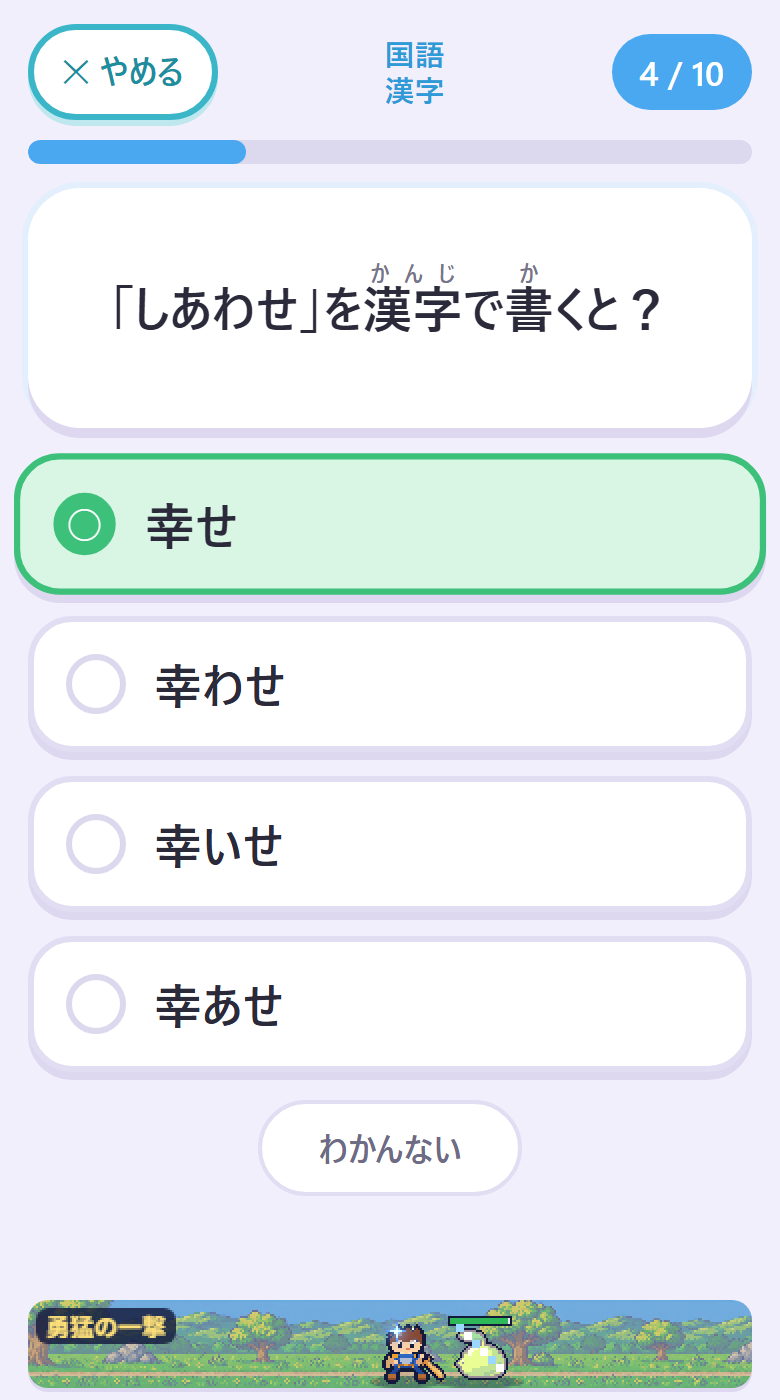 × やめる
国語
漢字
4 / 10
かんじ か
「しあわせ」を漢字で書くと？
幸せ
幸わせ
幸いせ
幸あせ
わかんない
勇猛の一撃